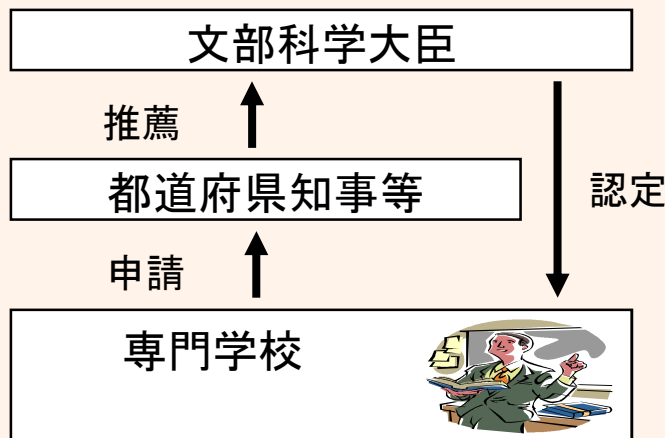 文部科学大臣
推薦
都道府県知事等
認定
申請
専門学校